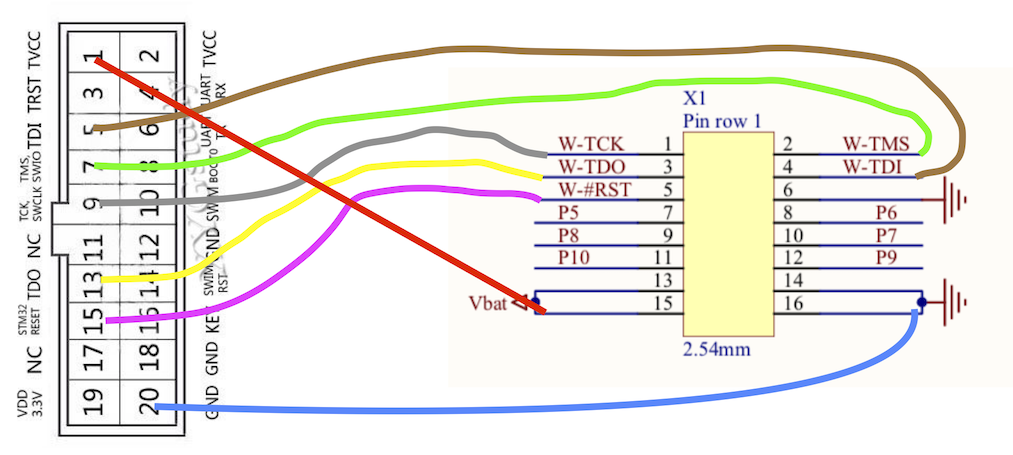 TVCC
TRST
TDI
TMS, SWIO
TCK, SWCLK
NC
TDO
STM32 RESET
NC
VDD 3.3V
1 2
3 4
5 6
7 8
9 10
11 12
13 14
15 16
17 18
19 20
TVCC
UART RX
UART
BOOT0
SWIM
GND
SWIM RST
KEY
GND
GND
X1
Pin row 1
W-TCK 1 2 W-TMS
W-TDO 3 4 W-TDI
W-#RST 5 6
P5 7 8 P6
P8 9 10 P7
P10 11 12 P9
13 14
Vbat 15 16
2.54mm